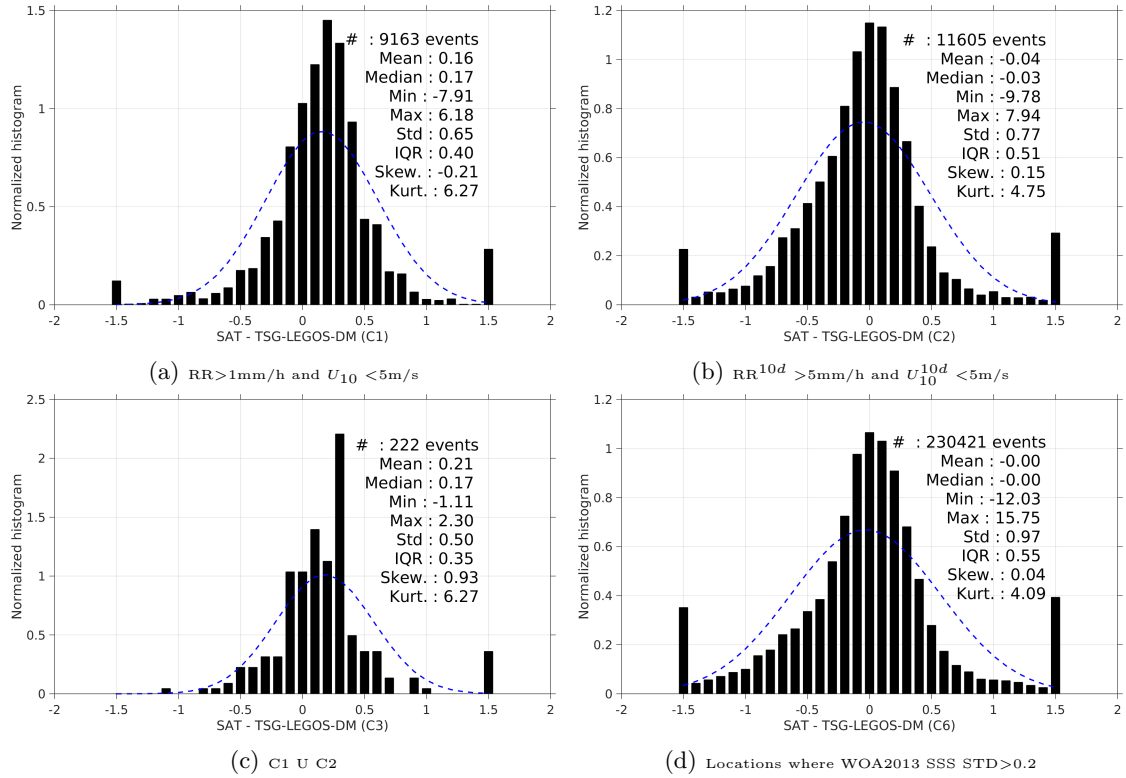 1.5
1
0.5
0
Normalized histogram
# : 9163 events
Mean : 0.16
Median : 0.17
Min : -7.91
Max : 6.18
Std : 0.65
IQR : 0.40
Skew. : -0.21
Kurt. : 6.27
-2 -1.5 -1 -0.5 0 0.5 1 1.5 2
SAT - TSG-LEGOS-DM (C1)
(a) RR>1mm/h and U10 <5m/s
1.2
1
0.8
0.6
0.4
0.2
0
Normalized histogram
# : 11605 events
Mean : -0.04
Median : -0.03
Min : -9.78
Max : 7.94
Std : 0.77
IQR : 0.51
Skew. : 0.15
Kurt. : 4.75
-2 -1.5 -1 -0.5 0 0.5 1 1.5 2
SAT - TSG-LEGOS-DM (C2)
(b) RR^10d >5mm/h and U10^10d <5m/s
2.5
2
1.5
1
0.5
0
Normalized histogram
# : 222 events
Mean : 0.21
Median : 0.17
Min : -1.11
Max : 2.30
Std : 0.50
IQR : 0.35
Skew. : 0.93
Kurt. : 6.27
-2 -1.5 -1 -0.5 0 0.5 1 1.5 2
SAT - TSG-LEGOS-DM (C3)
(c) C1 U C2
1.2
1
0.8
0.6
0.4
0.2
0
Normalized histogram
# : 230421 events
Mean : -0.00
Median : -0.00
Min : -12.03
Max : 15.75
Std : 0.97
IQR : 0.55
Skew. : 0.04
Kurt. : 4.09
-2 -1.5 -1 -0.5 0 0.5 1 1.5 2
SAT - TSG-LEGOS-DM (C6)
(d) Locations where WOA2013 SSS STD>0.2